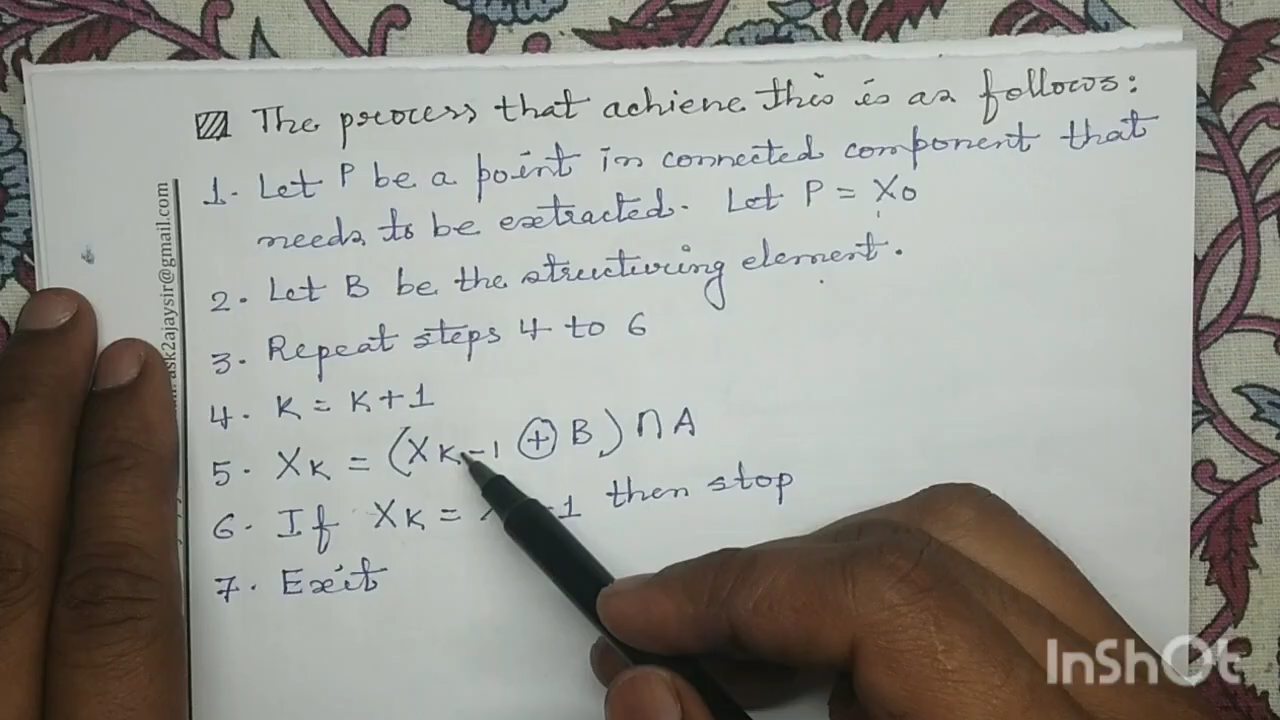 The process that achieve this is as follows:
1. Let P be a point in connected component that
needs to be extracted. Let P = X0
2. Let B be the structuring element.
3. Repeat steps 4 to 6
4. K = K+1
5. XK = (XK-1 ⊕ B) ∩ A
6. If XK = X -1 then stop
7. Exit
ask2ajaysir@gmail.com
InShOt